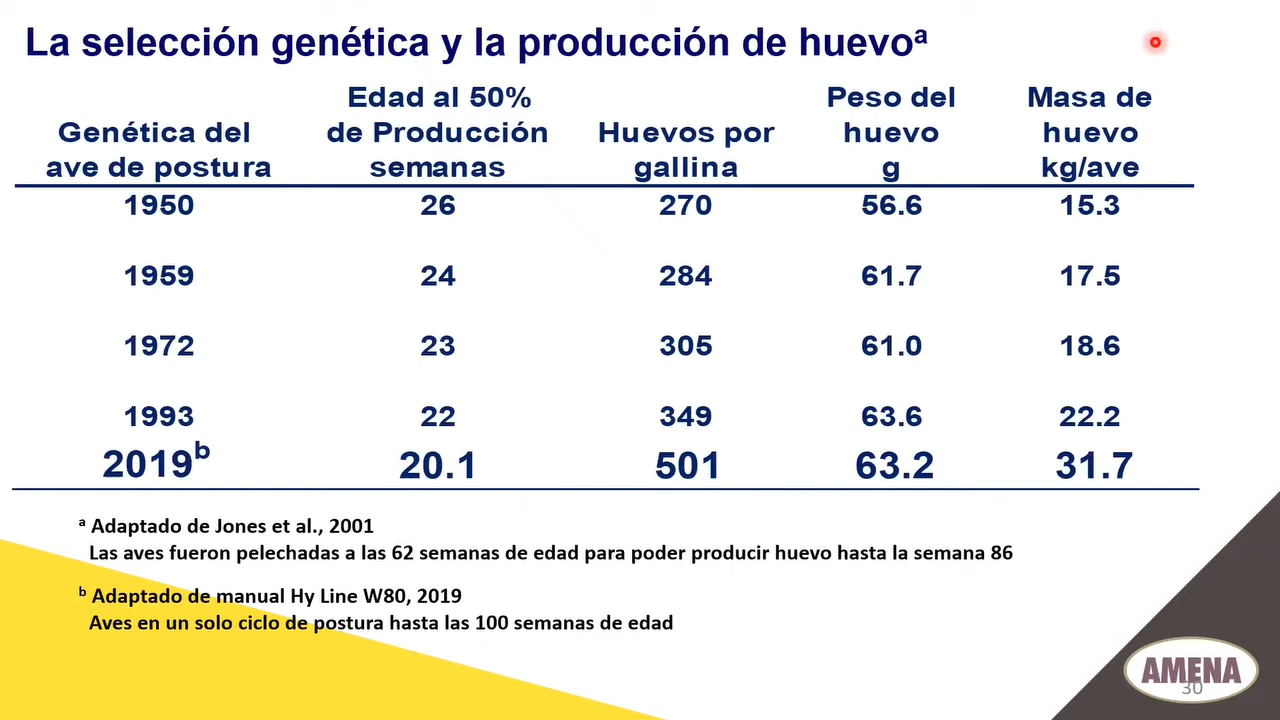 La selección genética y la producción de huevoᵃ
Genética del ave de postura Edad al 50% de Producción semanas Huevos por gallina Peso del huevo g Masa de huevo kg/ave
1950 26 270 56.6 15.3
1959 24 284 61.7 17.5
1972 23 305 61.0 18.6
1993 22 349 63.6 22.2
2019ᵇ 20.1 501 63.2 31.7
ᵃ Adaptado de Jones et al., 2001
Las aves fueron pelechadas a las 62 semanas de edad para poder producir huevo hasta la semana 86
ᵇ Adaptado de manual Hy Line W80, 2019
Aves en un solo ciclo de postura hasta las 100 semanas de edad
AMENA
30